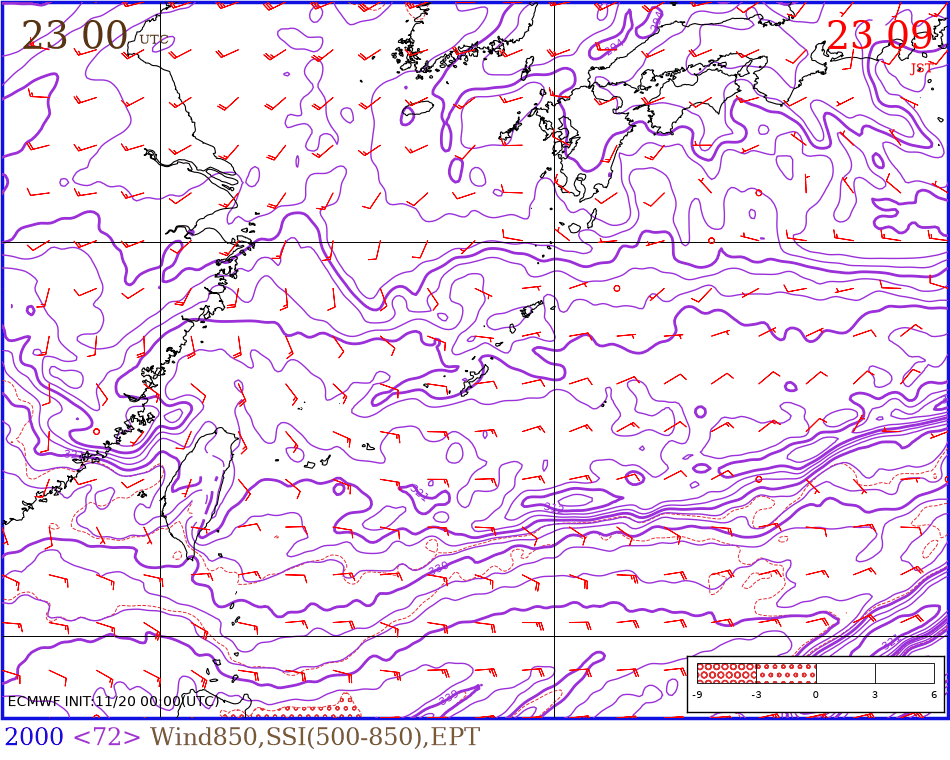 23 00 UTC
23 09
JST
330
ECMWF INIT:11/20 00:00(UTC)
-9 -3 0 3 6
2000 <72> Wind850,SSI(500-850),EPT